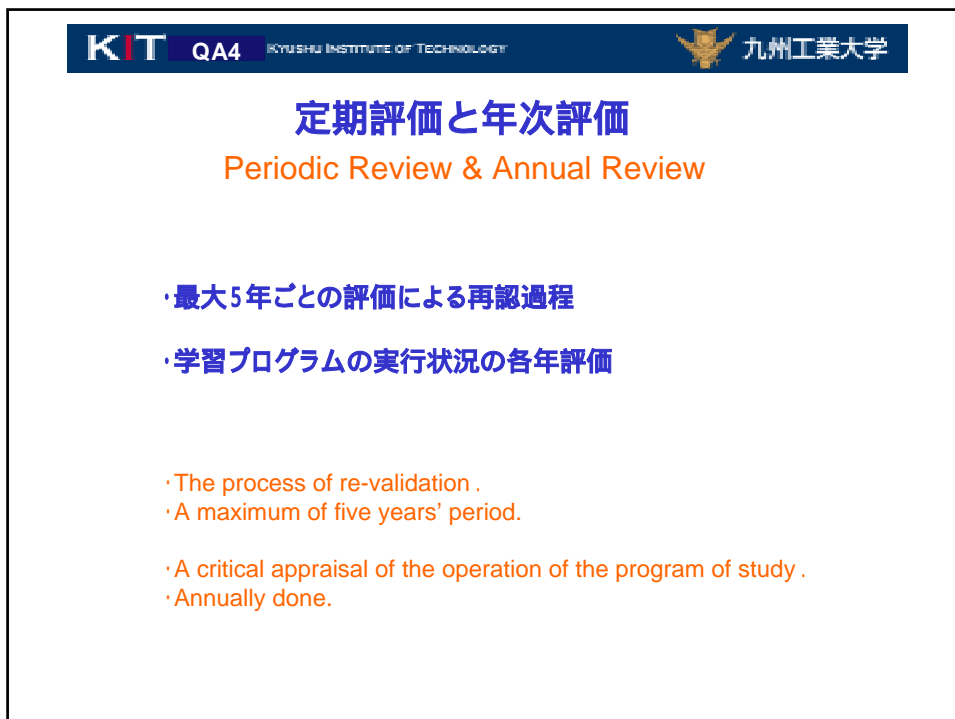 KIT QA4 KYUSHU INSTITUTE OF TECHNOLOGY 九州工業大学
定期評価と年次評価
Periodic Review & Annual Review
・最大5年ごとの評価による再認過程
・学習プログラムの実行状況の各年評価
・The process of re-validation .
・A maximum of five years’ period.
・A critical appraisal of the operation of the program of study .
・Annually done.